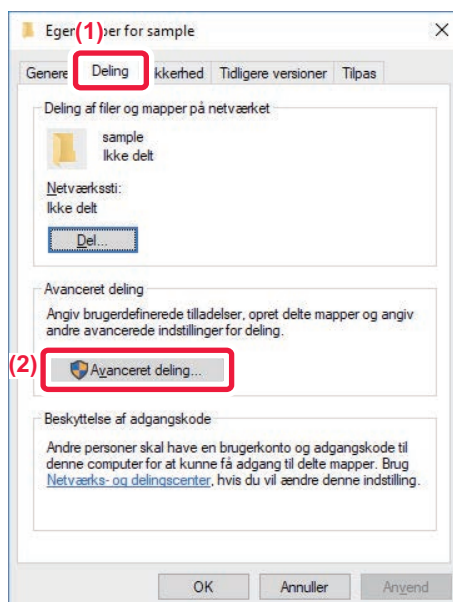 Egen per for sample
(1)
Genere Deling kkerhed Tidligere versioner Tilpas
Deling af filer og mapper på netværket
sample
Ikke delt
Netværkssti:
Ikke delt
Del...
Avanceret deling
Angiv brugerdefinerede tilladelser, opret delte mapper og angiv
andre avancerede indstillinger for deling.
(2)
Avanceret deling...
Beskyttelse af adgangskode
Andre personer skal have en brugerkonto og adgangskode til
denne computer for at kunne få adgang til delte mapper. Brug
Netværks- og delingscenter, hvis du vil ændre denne indstilling.
OK Annuller Anvend